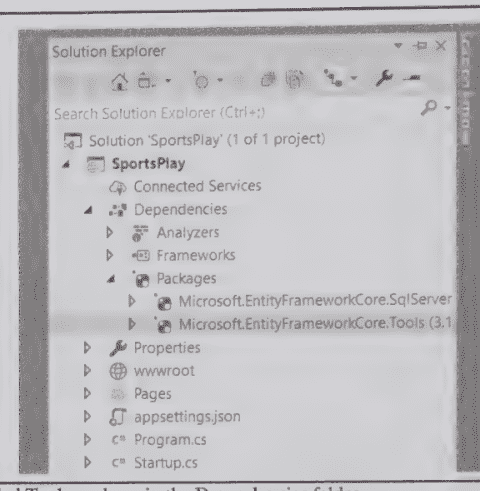 Solution Explorer
Search Solution Explorer (Ctrl+;)
Solution 'SportsPlay' (1 of 1 project)
SportsPlay
Connected Services
Dependencies
Analyzers
Frameworks
Packages
Microsoft.EntityFrameworkCore.SqlServer
Microsoft.EntityFrameworkCore.Tools (3.1
Properties
wwwroot
Pages
appsettings.json
C# Program.cs
C# Startup.cs